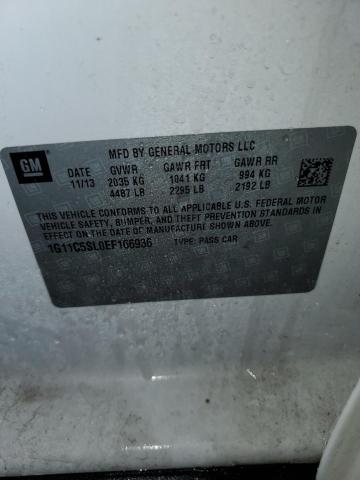 GM
MFD BY GENERAL MOTORS LLC
DATE GVWR GAWR FRT GAWR RR
11/13 2035 KG 1041 KG 994 KG
4487 LB 2295 LB 2192 LB
THIS VEHICLE CONFORMS TO ALL APPLICABLE U.S. FEDERAL MOTOR
VEHICLE SAFETY, BUMPER, AND THEFT PREVENTION STANDARDS
IN EFFECT ON THE DATE OF MANUFACTURE SHOWN ABOVE.
1G11C5SL0EF166936 TYPE: PASS CAR